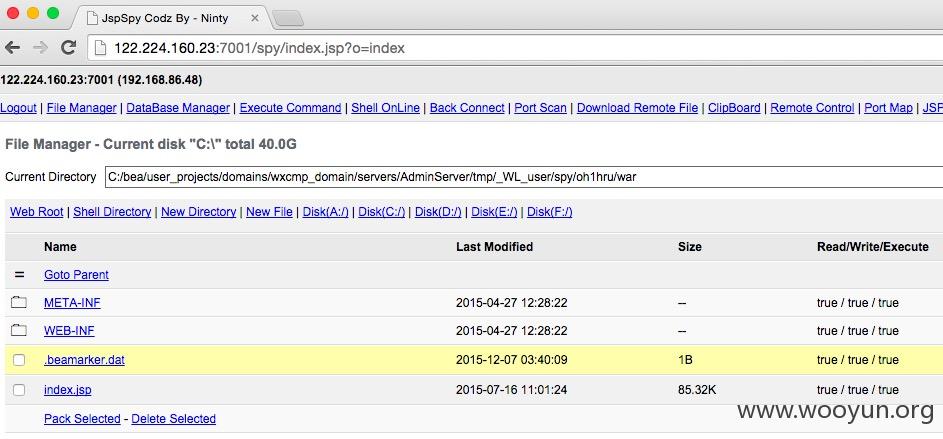 JspSpy Codz By - Ninty
122.224.160.23:7001/spy/index.jsp?o=index
122.224.160.23:7001 (192.168.86.48)
Logout | File Manager | DataBase Manager | Execute Command | Shell OnLine | Back Connect | Port Scan | Download Remote File | ClipBoard | Remote Control | Port Map | JSP
File Manager - Current disk "C:\" total 40.0G
Current Directory C:/bea/user_projects/domains/wxcmp_domain/servers/AdminServer/tmp/_WL_user/spy/oh1hru/war
Web Root | Shell Directory | New Directory | New File | Disk(A:/) | Disk(C:/) | Disk(D:/) | Disk(E:/) | Disk(F:/)
Name Last Modified Size Read/Write/Execute
= Goto Parent
META-INF 2015-04-27 12:28:22 -- true / true / true
WEB-INF 2015-04-27 12:28:22 -- true / true / true
.beamarker.dat 2015-12-07 03:40:09 1B true / true / true
index.jsp 2015-07-16 11:01:24 85.32K true / true / true
Pack Selected - Delete Selected
www.wooyun.org